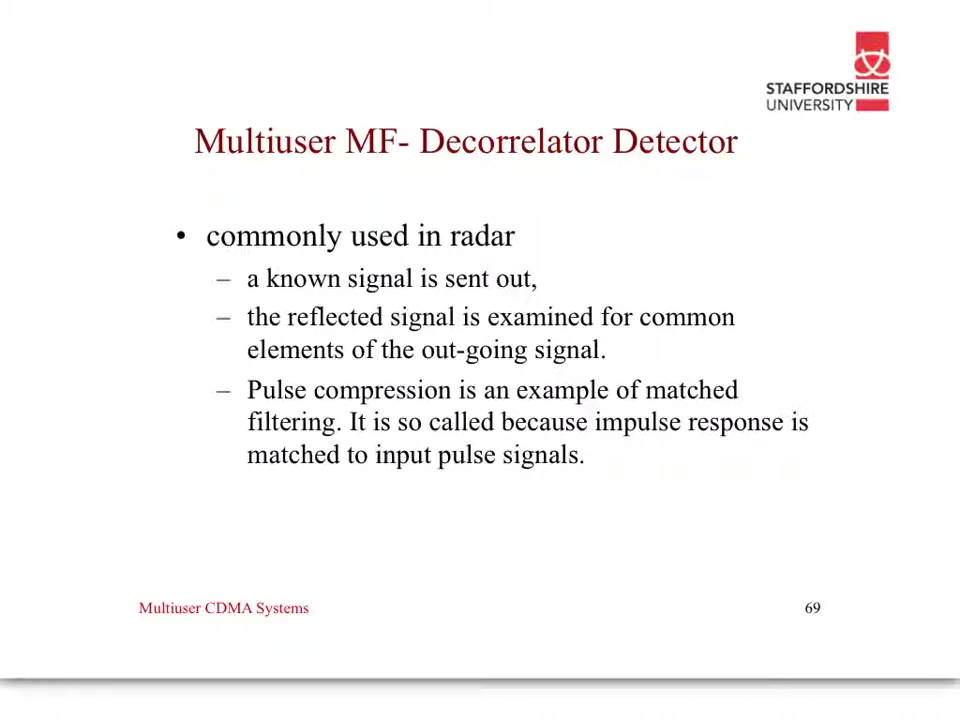 STAFFORDSHIRE
UNIVERSITY
Multiuser MF- Decorrelator Detector
• commonly used in radar
– a known signal is sent out,
– the reflected signal is examined for common
elements of the out-going signal.
– Pulse compression is an example of matched
filtering. It is so called because impulse response is
matched to input pulse signals.
Multiuser CDMA Systems
69